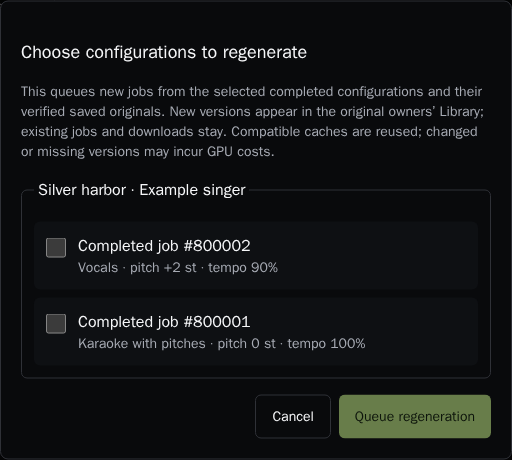 Choose configurations to regenerate
This queues new jobs from the selected completed configurations and their
verified saved originals. New versions appear in the original owners’ Library;
existing jobs and downloads stay. Compatible caches are reused; changed
or missing versions may incur GPU costs.
Silver harbor · Example singer
Completed job #800002
Vocals · pitch +2 st · tempo 90%
Completed job #800001
Karaoke with pitches · pitch 0 st · tempo 100%
Cancel
Queue regeneration